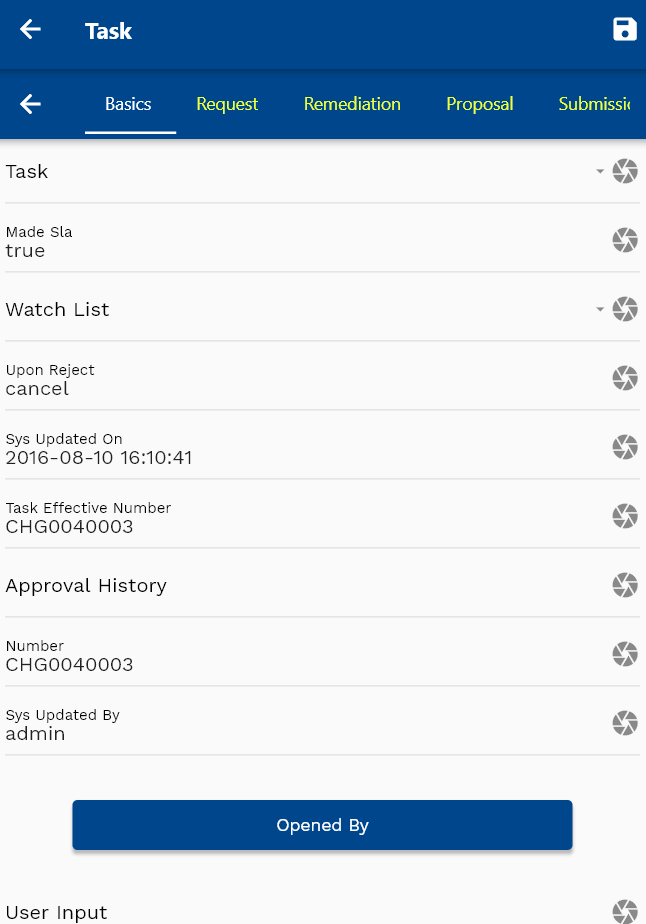 Task
Basics Request Remediation Proposal Submissic
Task
Made Sla
true
Watch List
Upon Reject
cancel
Sys Updated On
2016-08-10 16:10:41
Task Effective Number
CHG0040003
Approval History
Number
CHG0040003
Sys Updated By
admin
Opened By
User Input